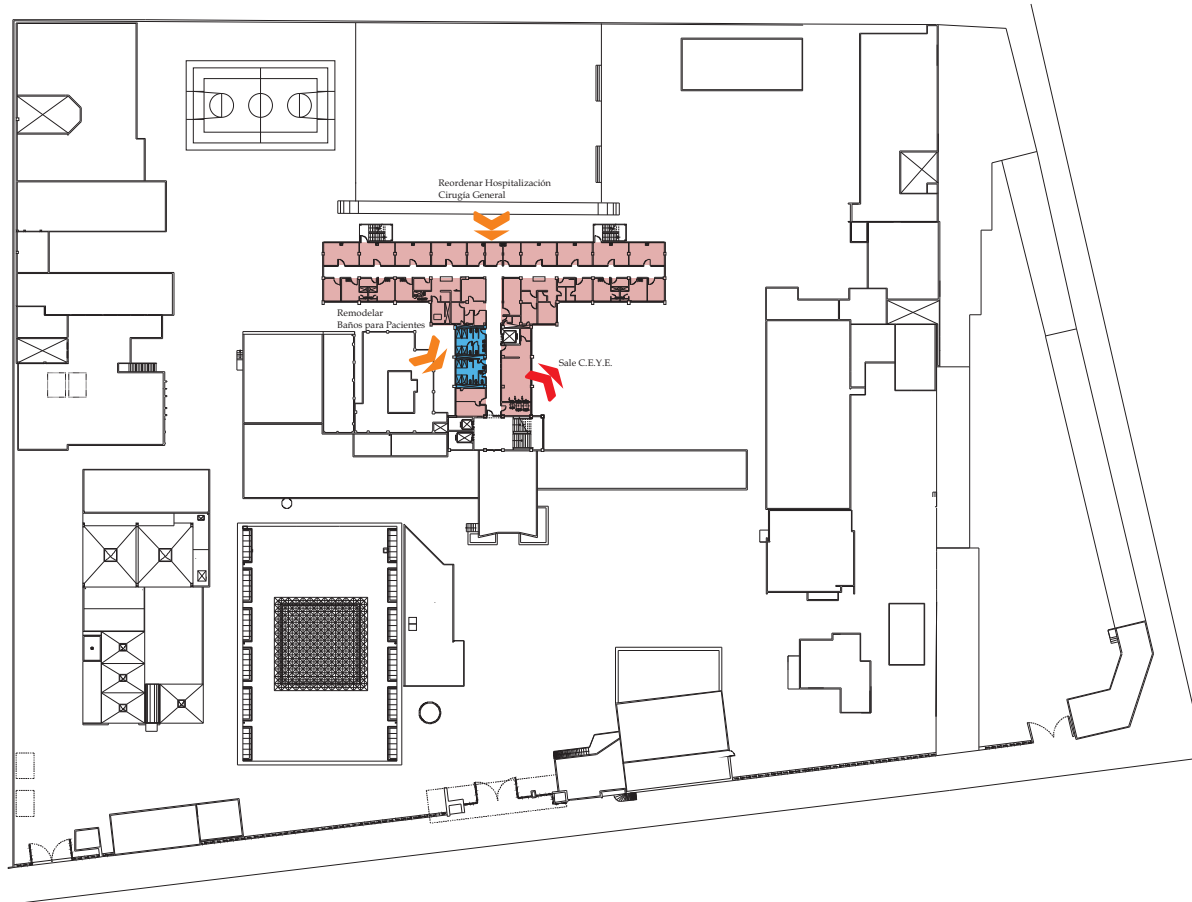 Reordenar Hospitalización
Cirugía General
Remodelar
Baños para Pacientes
Sale C.E.Y.E.